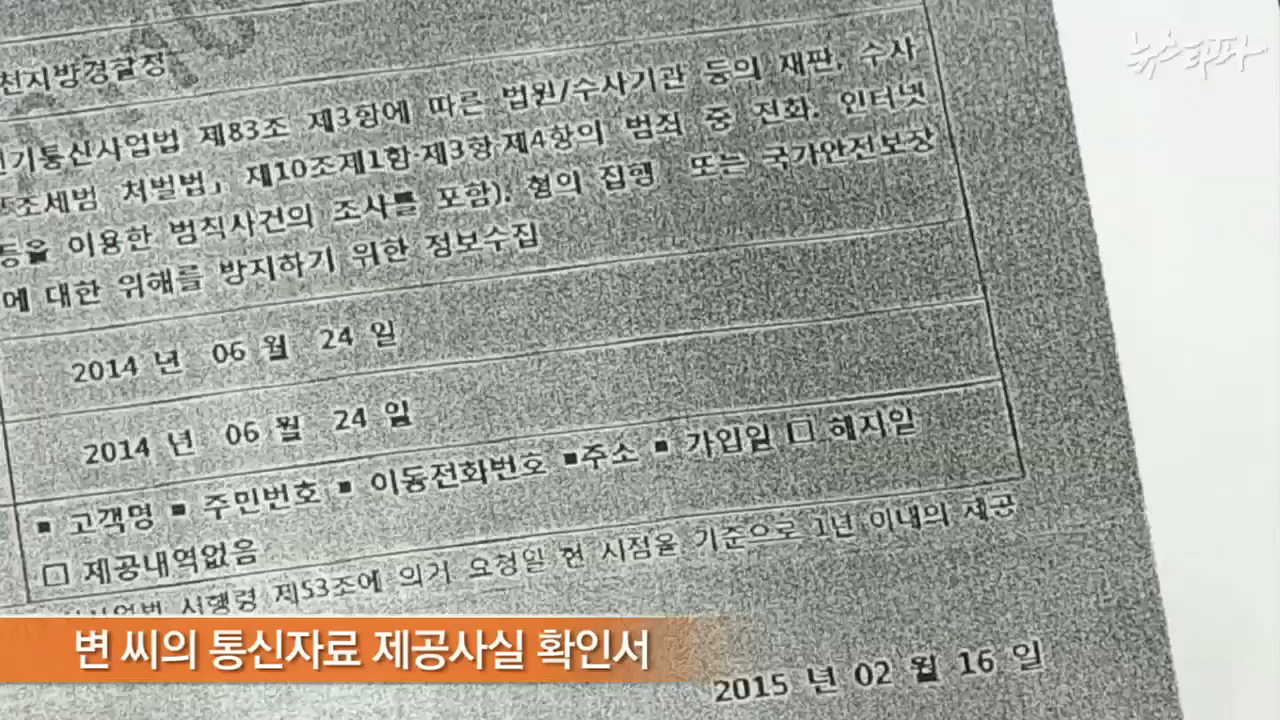 뉴스타파
천지방경찰청
전기통신사업법 제83조 제3항에 따른 법원/수사기관 등의 재판, 수사
「조세범 처벌법」 제10조제1항·제3항·제4항의 범죄 중 전화, 인터넷
등을 이용한 범칙사건의 조사를 포함), 형의 집행 또는 국가안전보장
에 대한 위해를 방지하기 위한 정보수집
2014 년 06 월 24 일
2014 년 06 월 24 일
■ 고객명 ■ 주민번호 ■ 이동전화번호 ■주소 ■ 가입일 □ 해지일
□ 제공내역없음
시행령 제53조에 의거 요청일 현 시점을 기준으로 1년 이내의 제공
변 씨의 통신자료 제공사실 확인서
2015 년 02 월 16 일